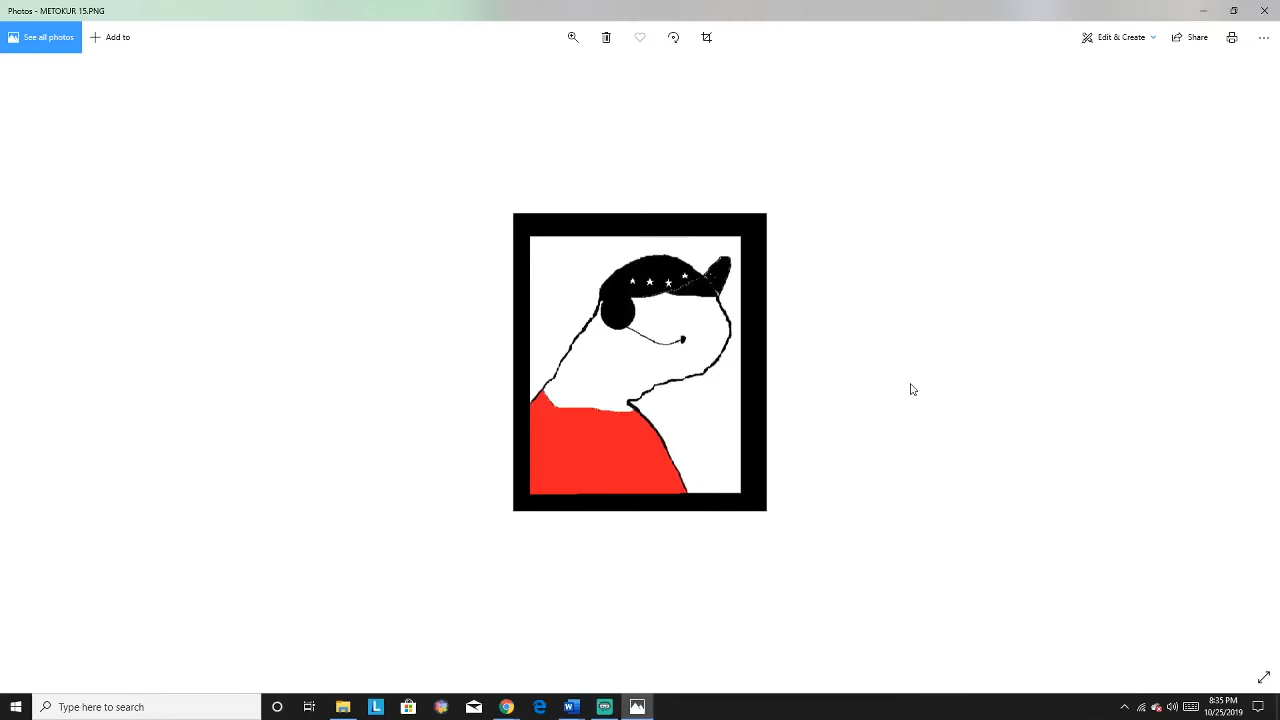 Photos - METOKUR 15.PNG
See all photos
Add to
Edit & Create
Share
Type here to search
8:35 PM
10/25/2019